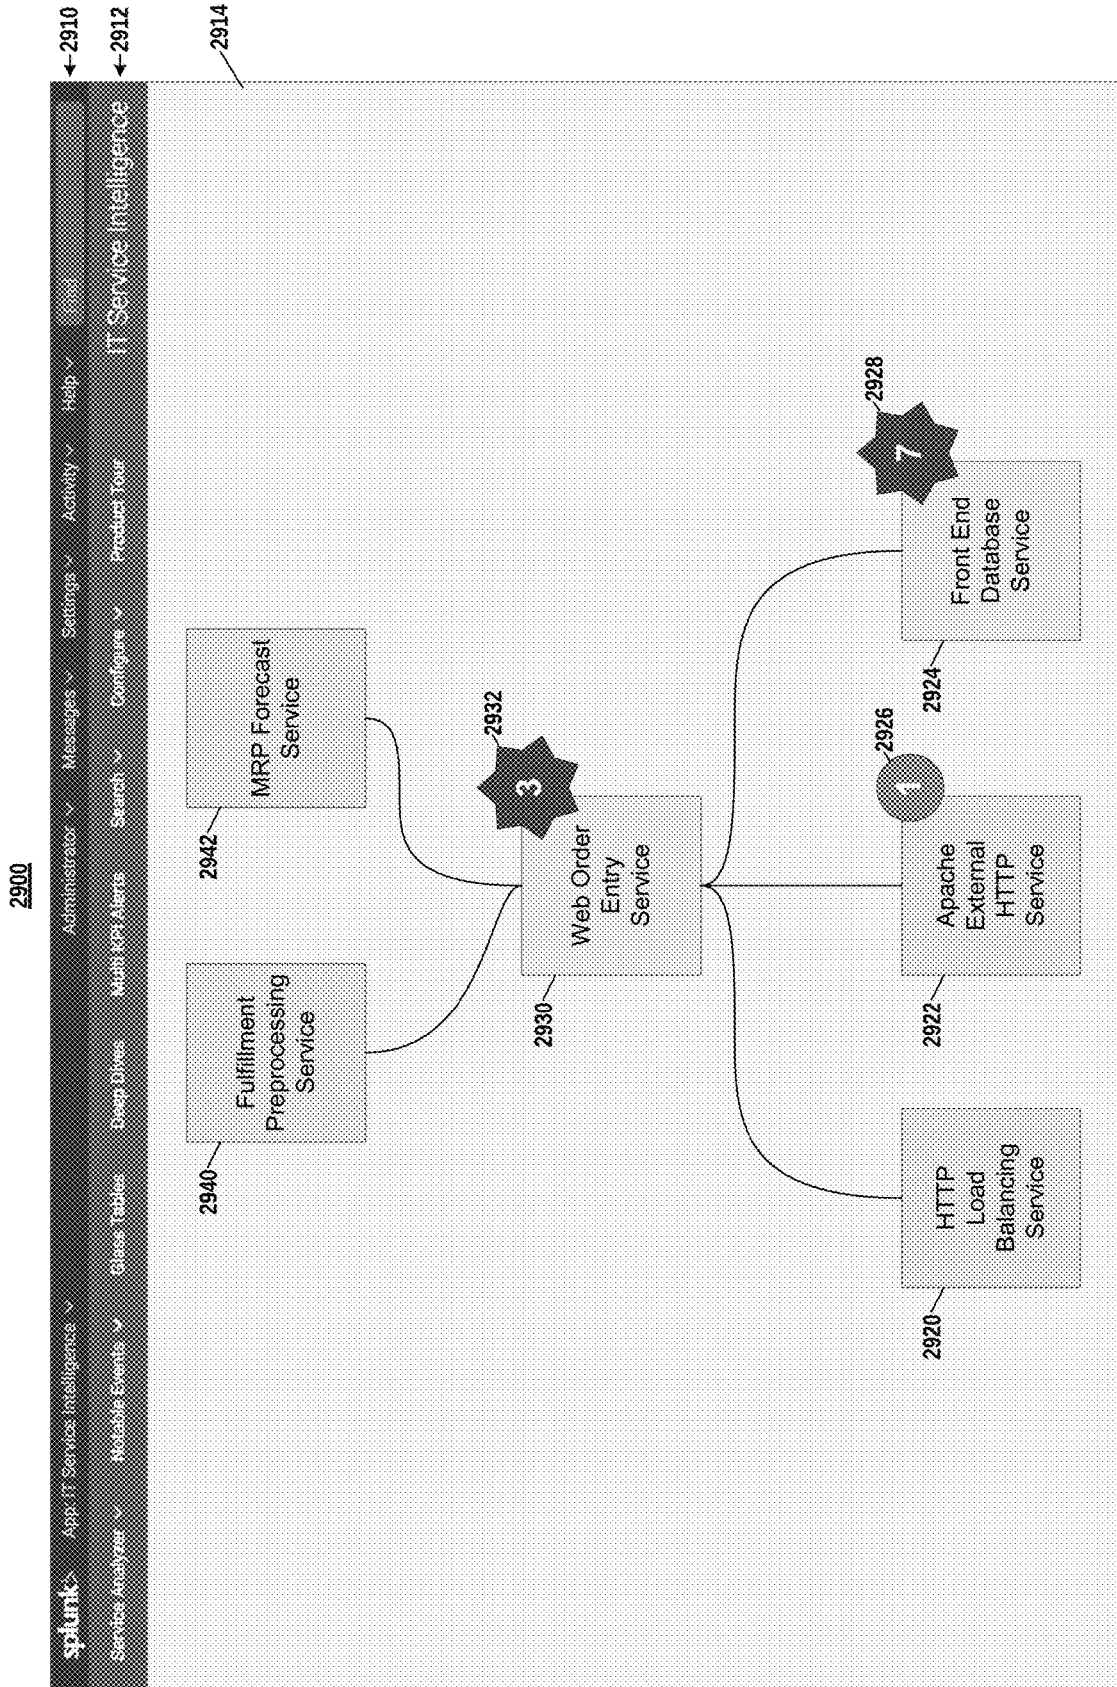 2900
splunk> App: IT Service Intelligence Administrator Messages Settings Activity Help
2910
Service Analyzer Notable Events Glass Tables Deep Dives Multi KPI Alerts Search Configure Product Tour IT Service Intelligence
2912
2914
2940
Fulfillment
Preprocessing
Service
2942
MRP Forecast
Service
2930
Web Order
Entry
Service
3
2932
2920
HTTP
Load
Balancing
Service
2922
Apache
External
HTTP
Service
1
2926
2924
Front End
Database
Service
7
2928